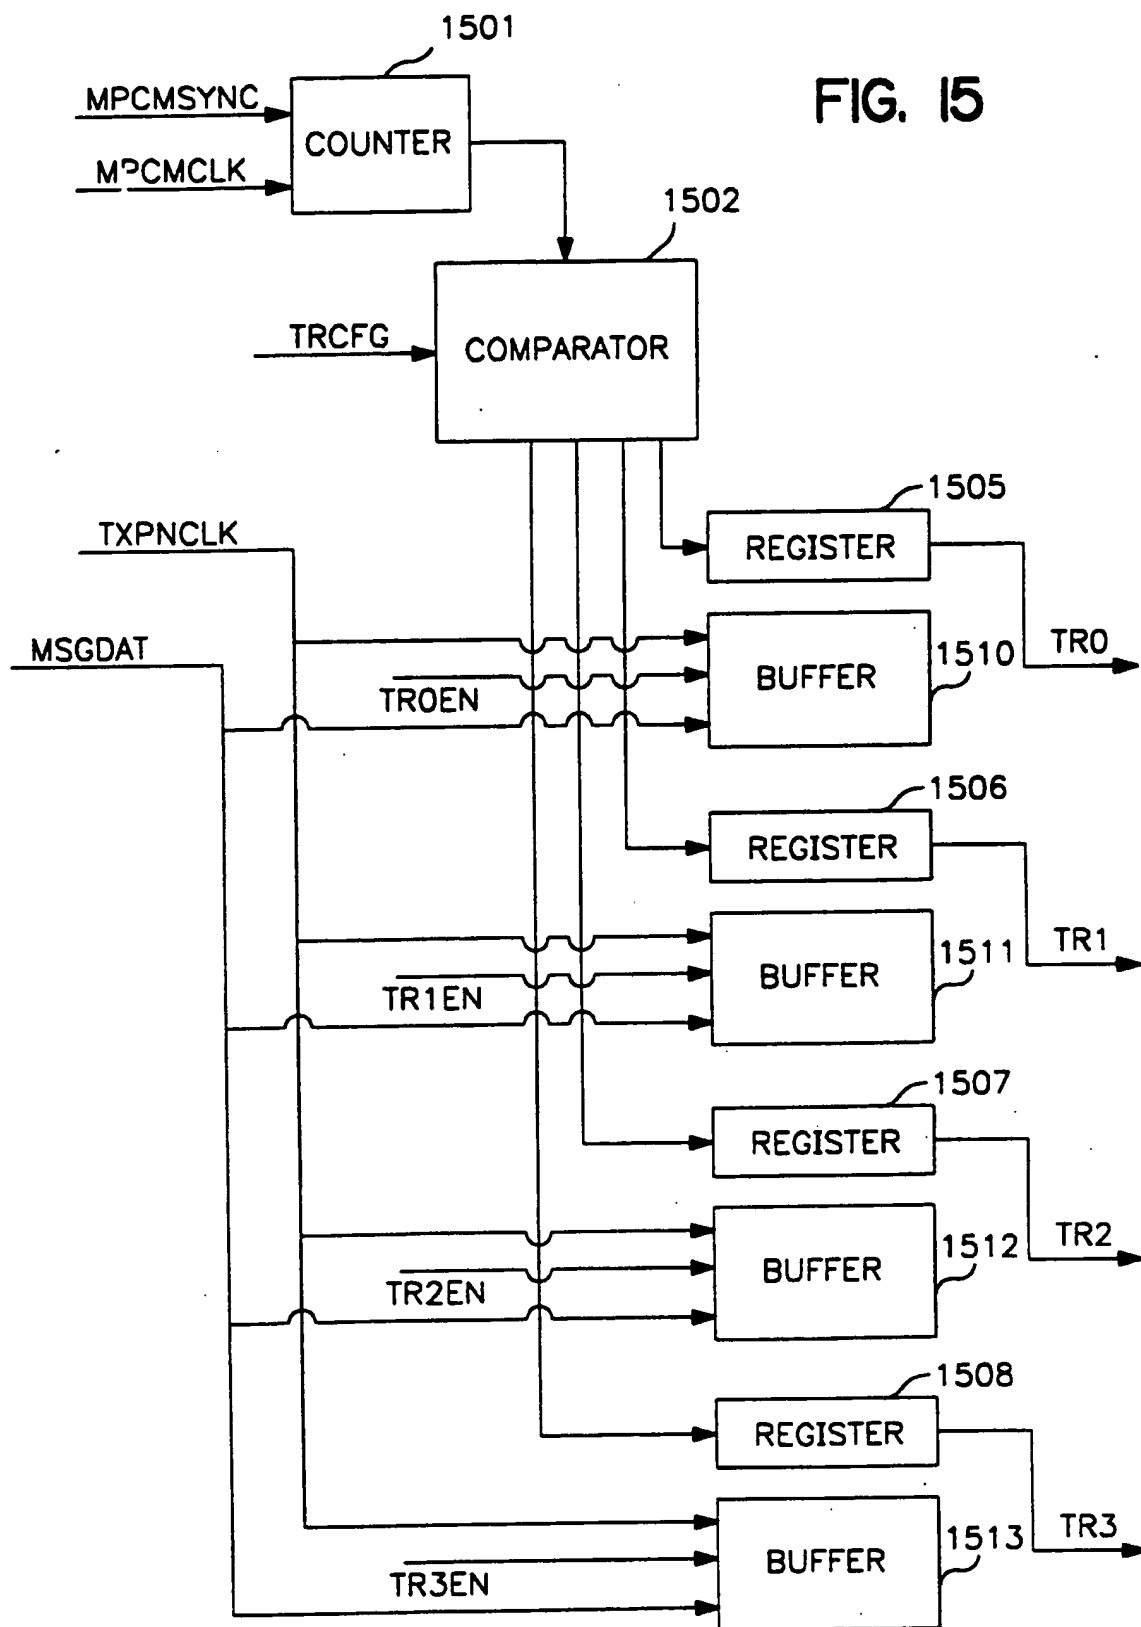 1501
FIG. 15
MPCMSYNC
COUNTER
MPCMCLK
1502
TRCFG
COMPARATOR
1505
TXPNCLK
REGISTER
MSGDAT
TR0
BUFFER
1510
TR0EN
1506
REGISTER
TR1
BUFFER
1511
TR1EN
1507
REGISTER
TR2
BUFFER
1512
TR2EN
1508
REGISTER
TR3
BUFFER
1513
TR3EN